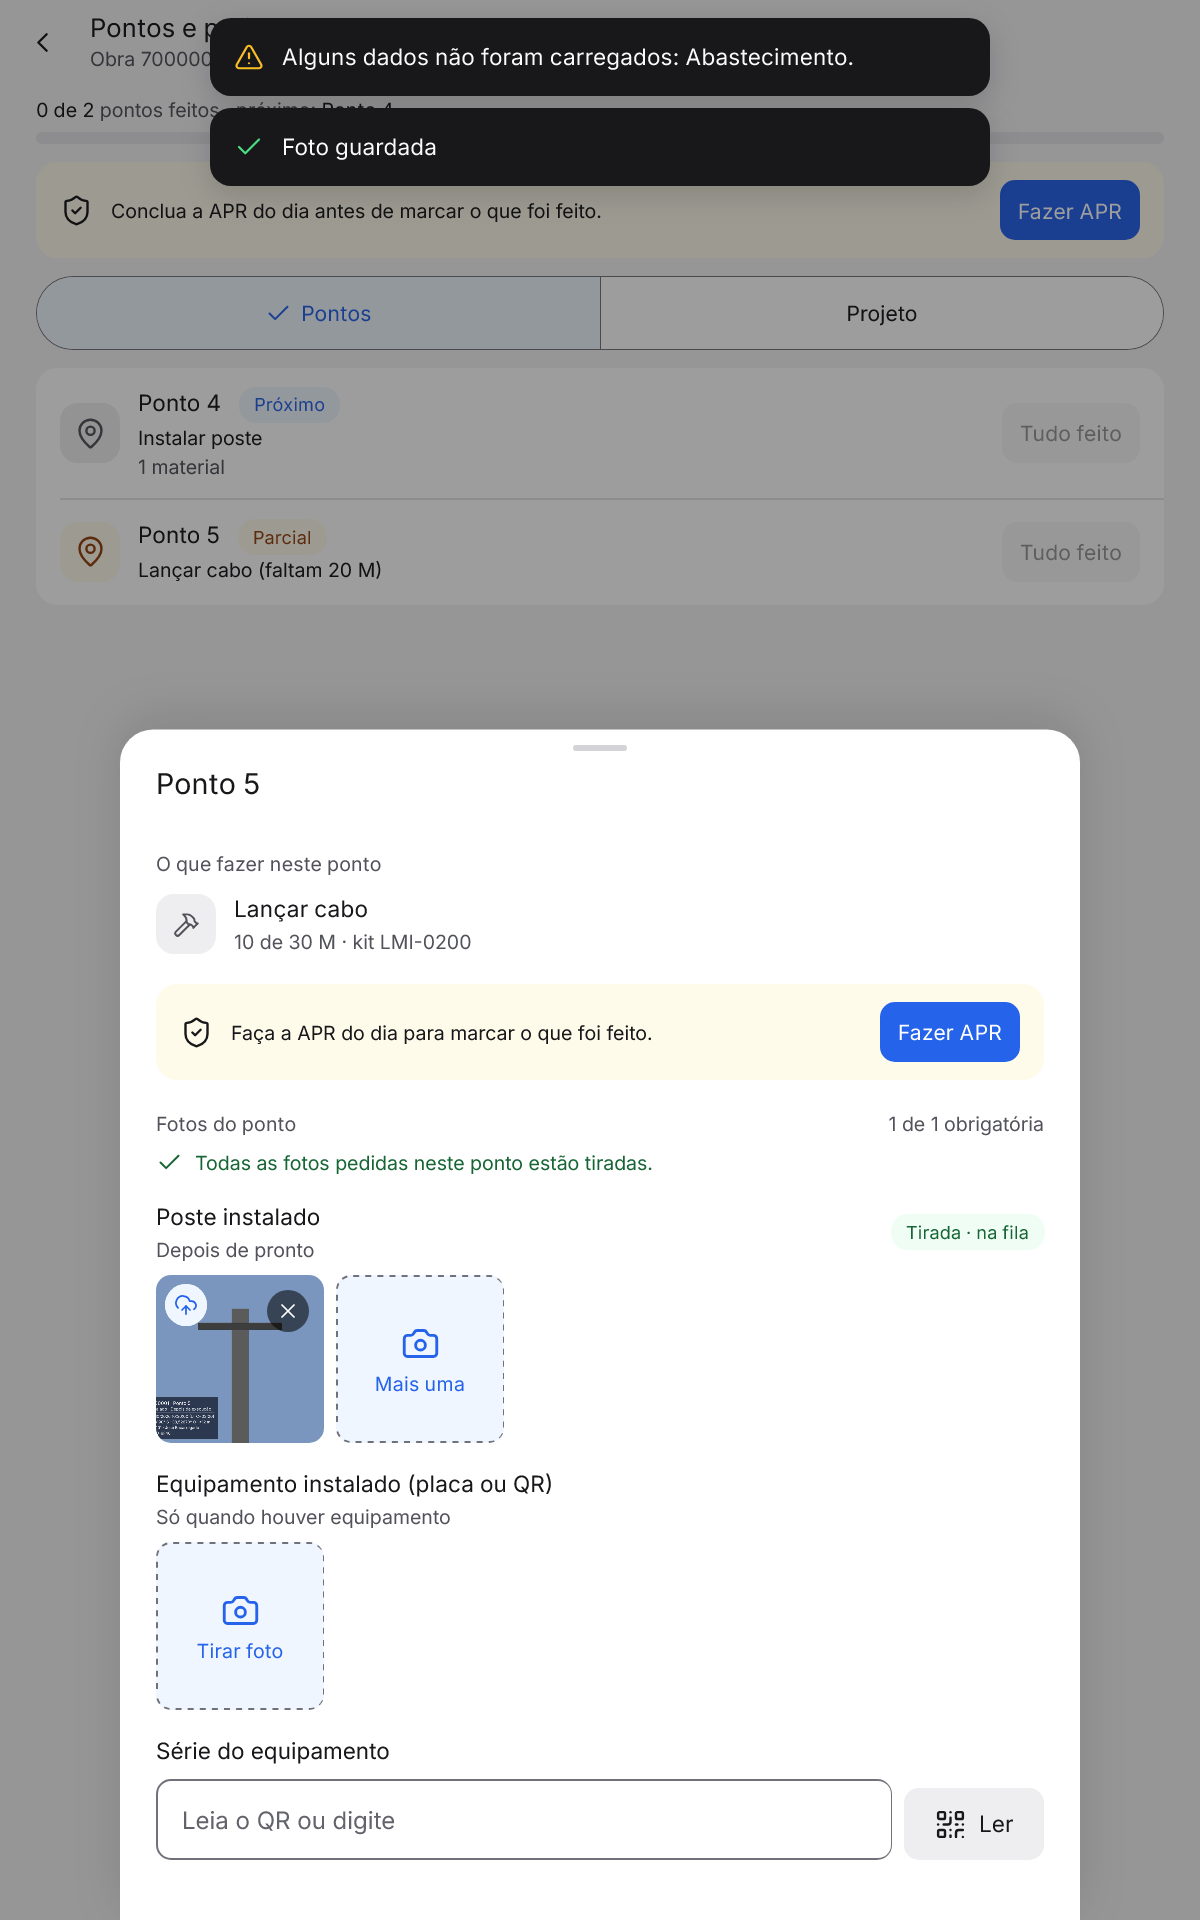 Pontos e
Obra 700000
Alguns dados não foram carregados: Abastecimento.
0 de 2 pontos feitos · próximo: Ponto 4
Foto guardada
Conclua a APR do dia antes de marcar o que foi feito.
Fazer APR
Pontos
Projeto
Ponto 4
Próximo
Instalar poste
1 material
Tudo feito
Ponto 5
Parcial
Lançar cabo (faltam 20 M)
Tudo feito
Ponto 5
O que fazer neste ponto
Lançar cabo
10 de 30 M · kit LMI-0200
Faça a APR do dia para marcar o que foi feito.
Fazer APR
Fotos do ponto
1 de 1 obrigatória
Todas as fotos pedidas neste ponto estão tiradas.
Poste instalado
Depois de pronto
Tirada · na fila
Mais uma
Equipamento instalado (placa ou QR)
Só quando houver equipamento
Tirar foto
Série do equipamento
Leia o QR ou digite
Ler